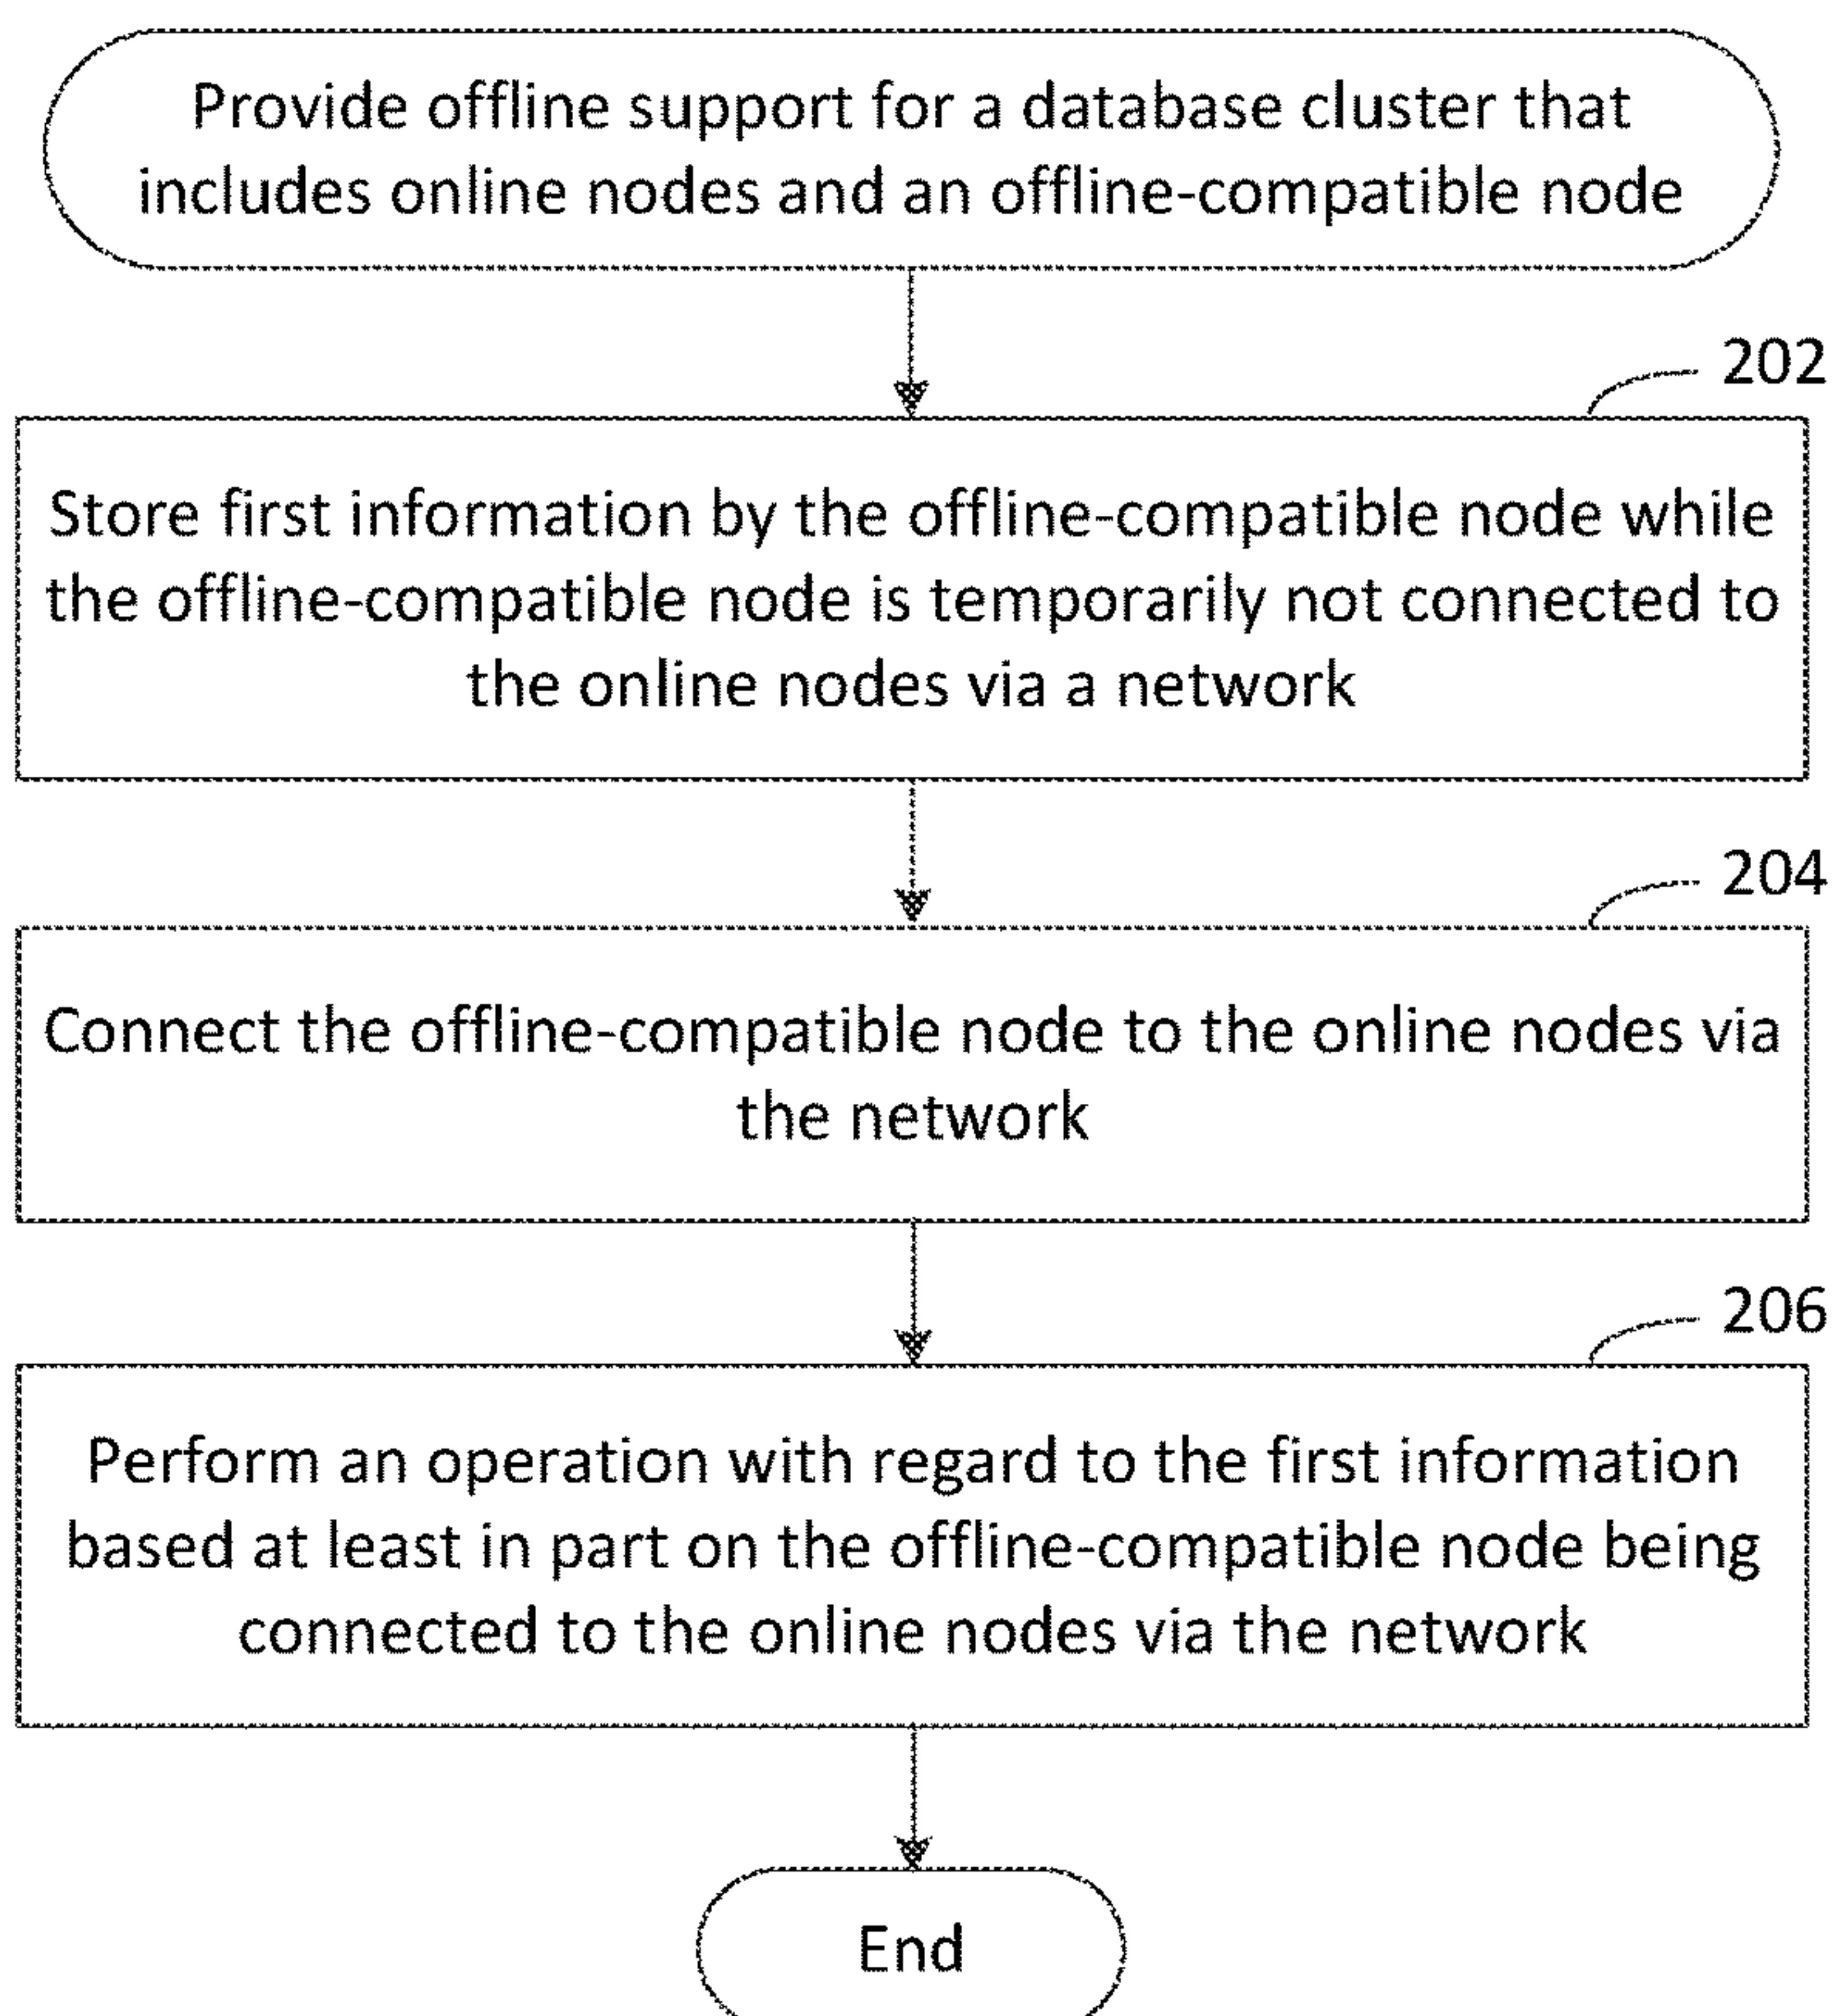 Provide offline support for a database cluster that
includes online nodes and an offline-compatible node
202
Store first information by the offline-compatible node while
the offline-compatible node is temporarily not connected to
the online nodes via a network
204
Connect the offline-compatible node to the online nodes via
the network
206
Perform an operation with regard to the first information
based at least in part on the offline-compatible node being
connected to the online nodes via the network
End